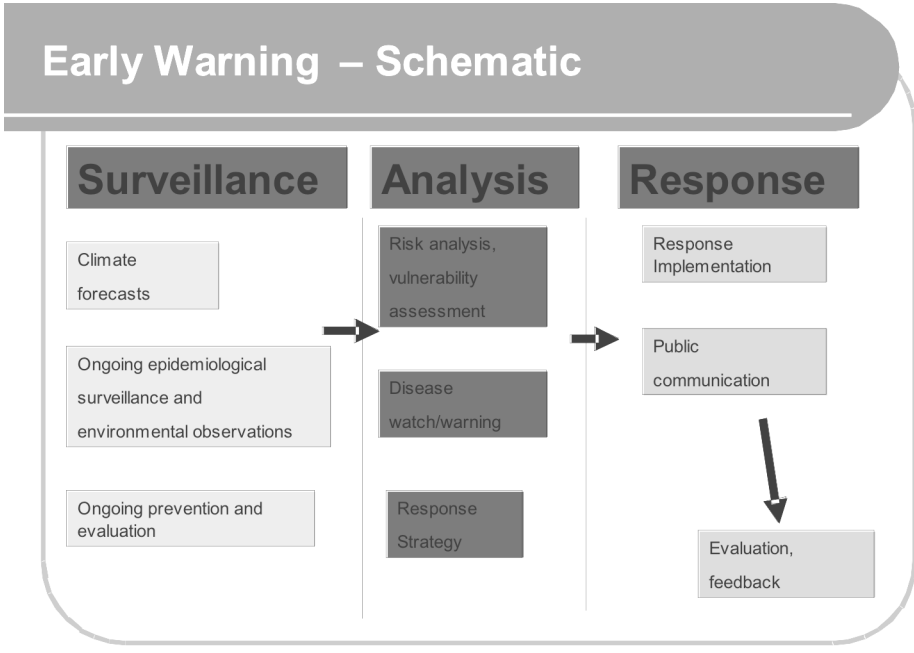 Early Warning – Schematic
Surveillance
Climate
forecasts
Ongoing epidemiological
surveillance and
environmental observations
Ongoing prevention and
evaluation
Analysis
Risk analysis,
vulnerability
assessment
Disease
watch/warning
Response
Strategy
Response
Response
Implementation
Public
communication
Evaluation,
feedback